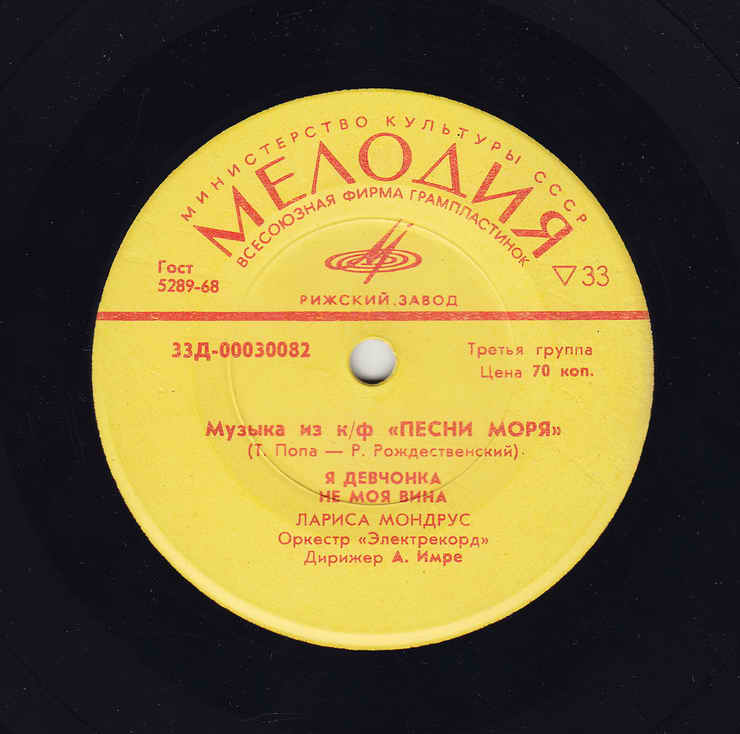 МИНИСТЕРСТВО КУЛЬТУРЫ СССР
МЕЛОДИЯ
ВСЕСОЮЗНАЯ ФИРМА ГРАМПЛАСТИНОК
Гост
5289-68
▽33
РИЖСКИЙ ЗАВОД
33Д-00030082
Третья группа
Цена 70 коп.
Музыка из к/ф «ПЕСНИ МОРЯ»
(Т. Попа — Р. Рождественский)
Я ДЕВЧОНКА
НЕ МОЯ ВИНА
ЛАРИСА МОНДРУС
Оркестр «Электрекорд»
Дирижер А. Имре